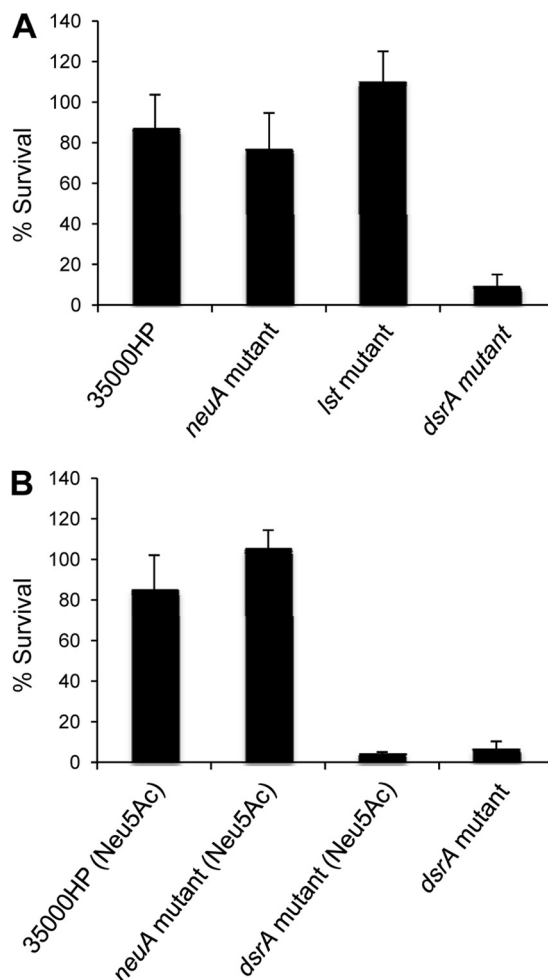 A
% Survival
140
120
100
80
60
40
20
0
35000HP
neuA mutant
lst mutant
dsrA mutant
B
% Survival
140
120
100
80
60
40
20
0
35000HP (Neu5Ac)
neuA mutant (Neu5Ac)
dsrA mutant (Neu5Ac)
dsrA mutant